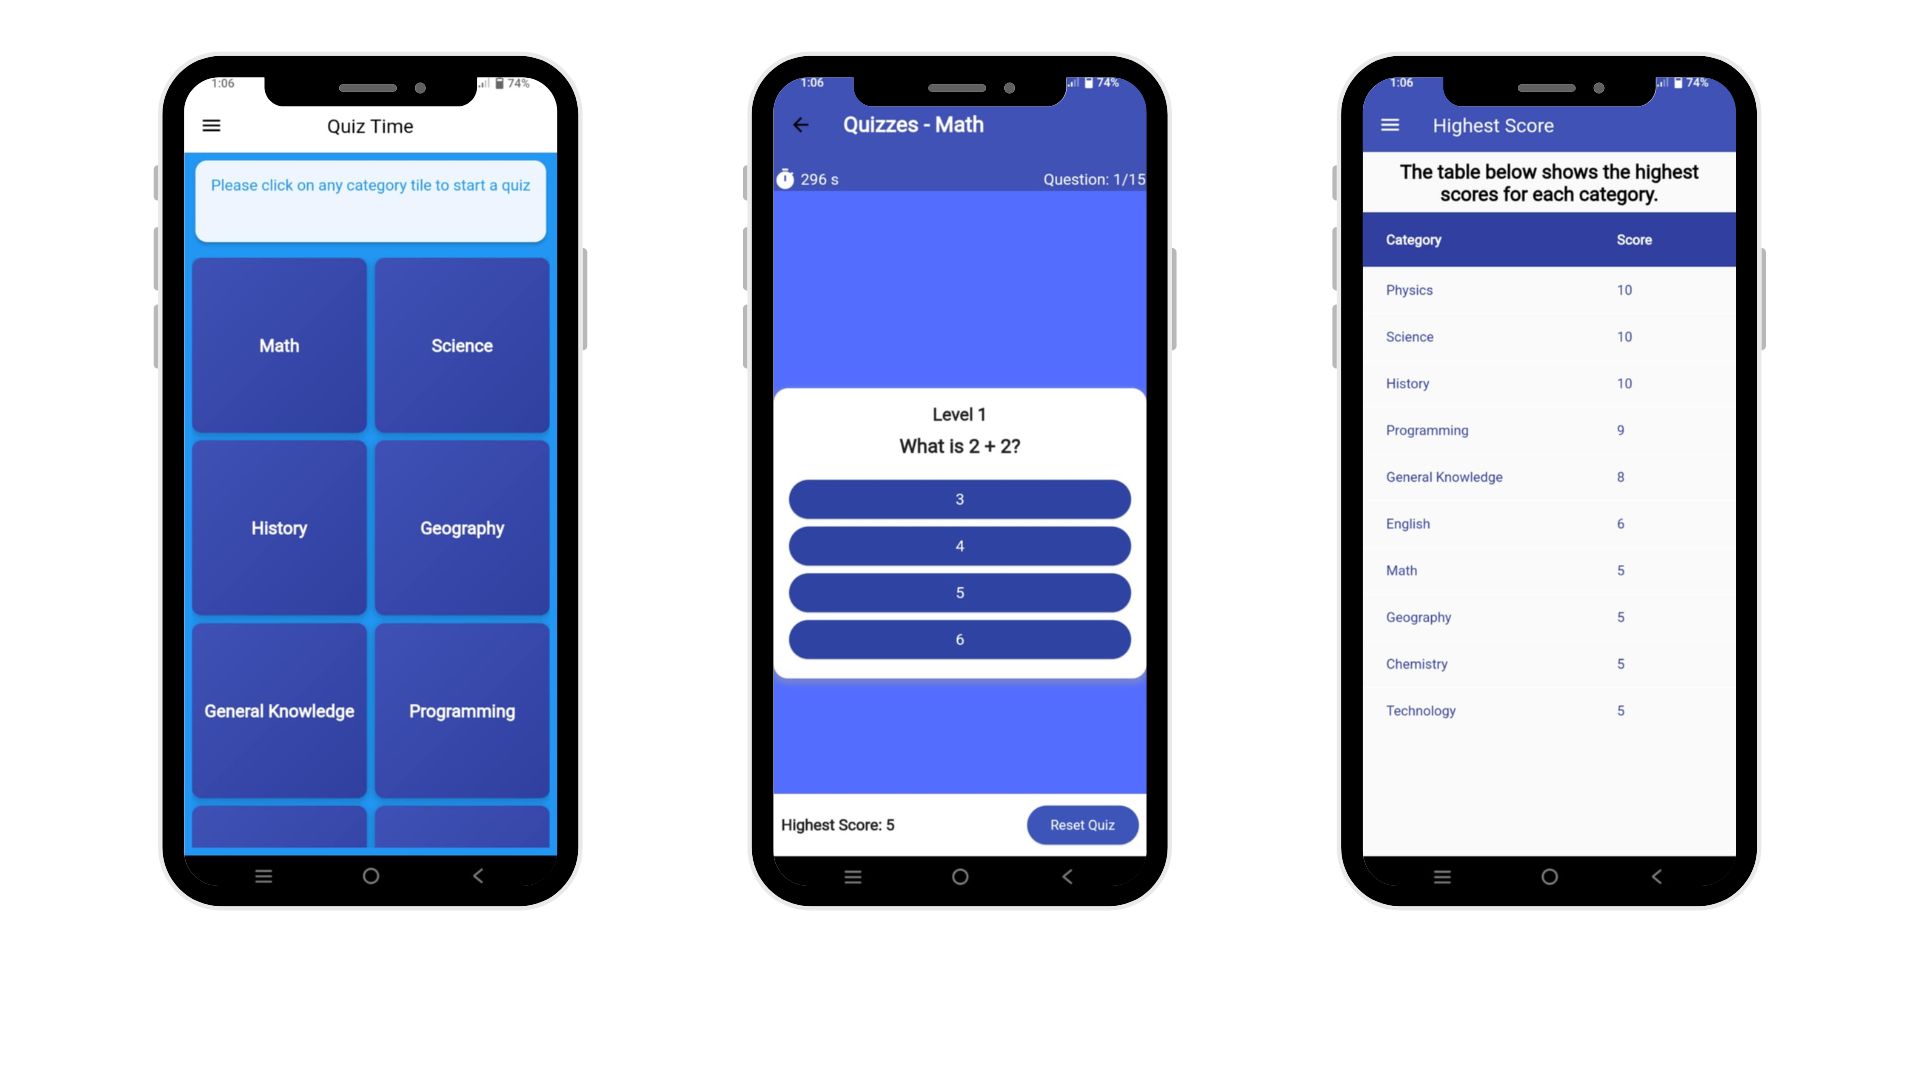 1:06
74%
Quiz Time
Please click on any category tile to start a quiz
Math
Science
History
Geography
General Knowledge
Programming
1:06
74%
Quizzes - Math
296 s
Question: 1/15
Level 1
What is 2 + 2?
3
4
5
6
Highest Score: 5
Reset Quiz
1:06
74%
Highest Score
The table below shows the highest
scores for each category.
Category Score
Physics 10
Science 10
History 10
Programming 9
General Knowledge 8
English 6
Math 5
Geography 5
Chemistry 5
Technology 5